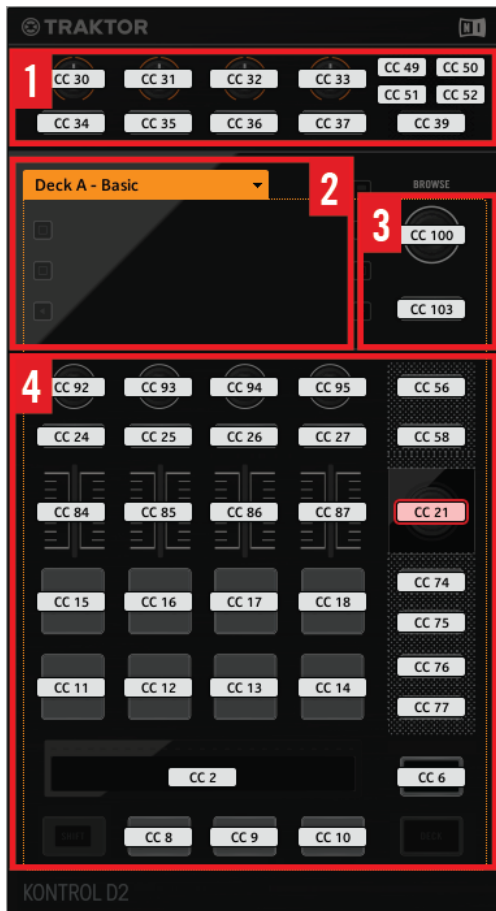 TRAKTOR
1
CC 30 CC 31 CC 32 CC 33 CC 49 CC 50
CC 51 CC 52
CC 34 CC 35 CC 36 CC 37 CC 39
Deck A - Basic
2
BROWSE
3
CC 100
CC 103
4
CC 92 CC 93 CC 94 CC 95 CC 56
CC 24 CC 25 CC 26 CC 27 CC 58
CC 84 CC 85 CC 86 CC 87 CC 21
CC 74
CC 15 CC 16 CC 17 CC 18
CC 75
CC 76
CC 11 CC 12 CC 13 CC 14
CC 77
CC 2 CC 6
SHIFT CC 8 CC 9 CC 10 DECK
KONTROL D2